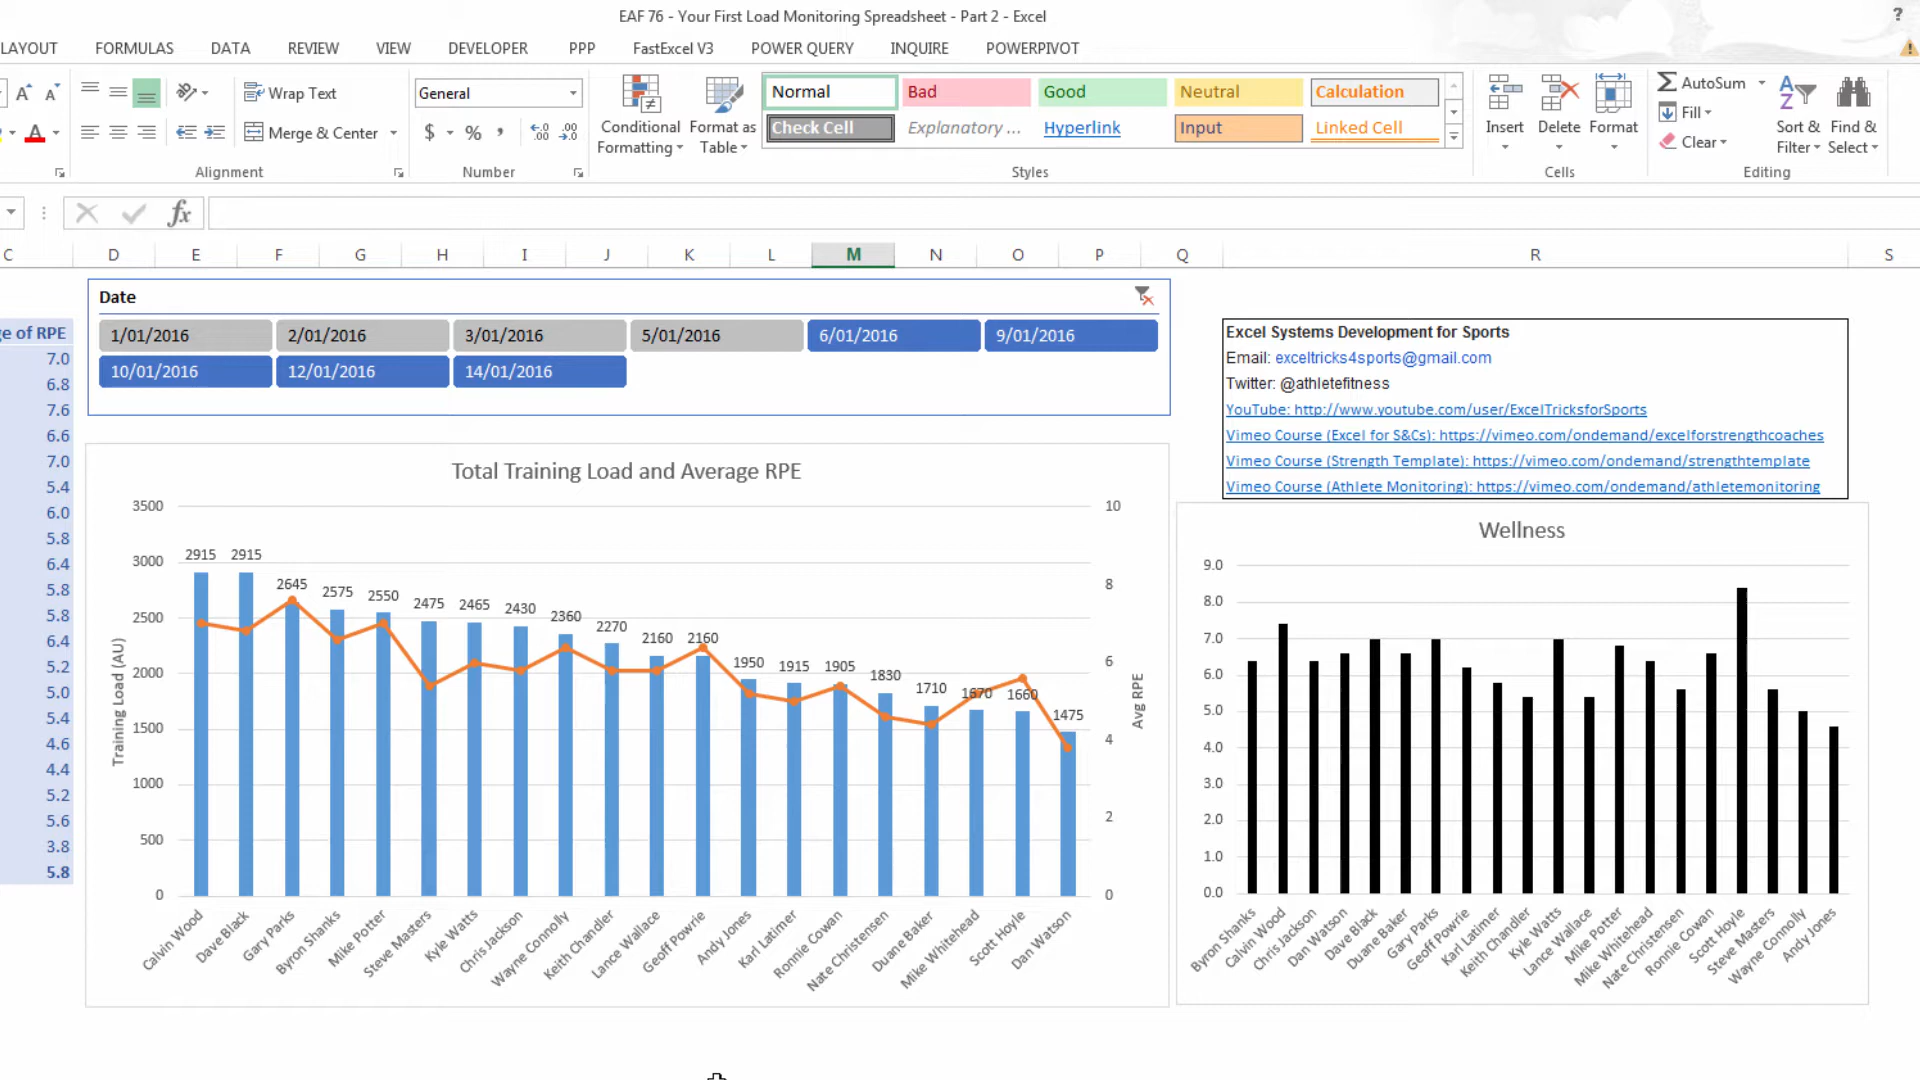 EAF 76 - Your First Load Monitoring Spreadsheet - Part 2 - Excel
?
LAYOUT FORMULAS DATA REVIEW VIEW DEVELOPER PPP FastExcel V3 POWER QUERY INQUIRE POWERPIVOT
A A Wrap Text General Normal Bad Good Neutral Calculation AutoSum
A Merge & Center $ % , Conditional Formatting Format as Table Check Cell Explanatory ... Hyperlink Input Linked Cell Insert Delete Format Fill Clear Sort & Filter Find & Select
Alignment Number Styles Cells Editing
fx
C D E F G H I J K L M N O P Q R S
Date
1/01/2016 2/01/2016 3/01/2016 5/01/2016 6/01/2016 9/01/2016
10/01/2016 12/01/2016 14/01/2016
ge of RPE
7.0
6.8
7.6
6.6
7.0
5.4
6.0
5.8
6.4
5.8
5.8
6.4
5.2
5.0
5.4
4.6
4.4
5.2
5.6
3.8
5.8
Excel Systems Development for Sports
Email: exceltricks4sports@gmail.com
Twitter: @athletefitness
YouTube: http://www.youtube.com/user/ExcelTricksforSports
Vimeo Course (Excel for S&Cs): https://vimeo.com/ondemand/excelforstrengthcoaches
Vimeo Course (Strength Template): https://vimeo.com/ondemand/strengthtemplate
Vimeo Course (Athlete Monitoring): https://vimeo.com/ondemand/athletemonitoring
Total Training Load and Average RPE
3500
3000
2500
2000
1500
1000
500
0
Training Load (AU)
2915 2915 2645 2575 2550 2475 2465 2430 2360 2270 2160 2160 1950 1915 1905 1830 1710 1670 1660 1475
10
8
6
4
2
0
Avg RPE
Calvin Wood
Dave Black
Gary Parks
Byron Shanks
Mike Potter
Steve Masters
Kyle Watts
Chris Jackson
Wayne Connolly
Keith Chandler
Lance Wallace
Geoff Powrie
Andy Jones
Karl Latimer
Ronnie Cowan
Nate Christensen
Duane Baker
Mike Whitehead
Scott Hoyle
Dan Watson
Wellness
9.0
8.0
7.0
6.0
5.0
4.0
3.0
2.0
1.0
0.0
Byron Shanks
Calvin Wood
Chris Jackson
Dan Watson
Dave Black
Duane Baker
Gary Parks
Geoff Powrie
Karl Latimer
Keith Chandler
Kyle Watts
Lance Wallace
Mike Potter
Mike Whitehead
Nate Christensen
Ronnie Cowan
Scott Hoyle
Steve Masters
Wayne Connolly
Andy Jones